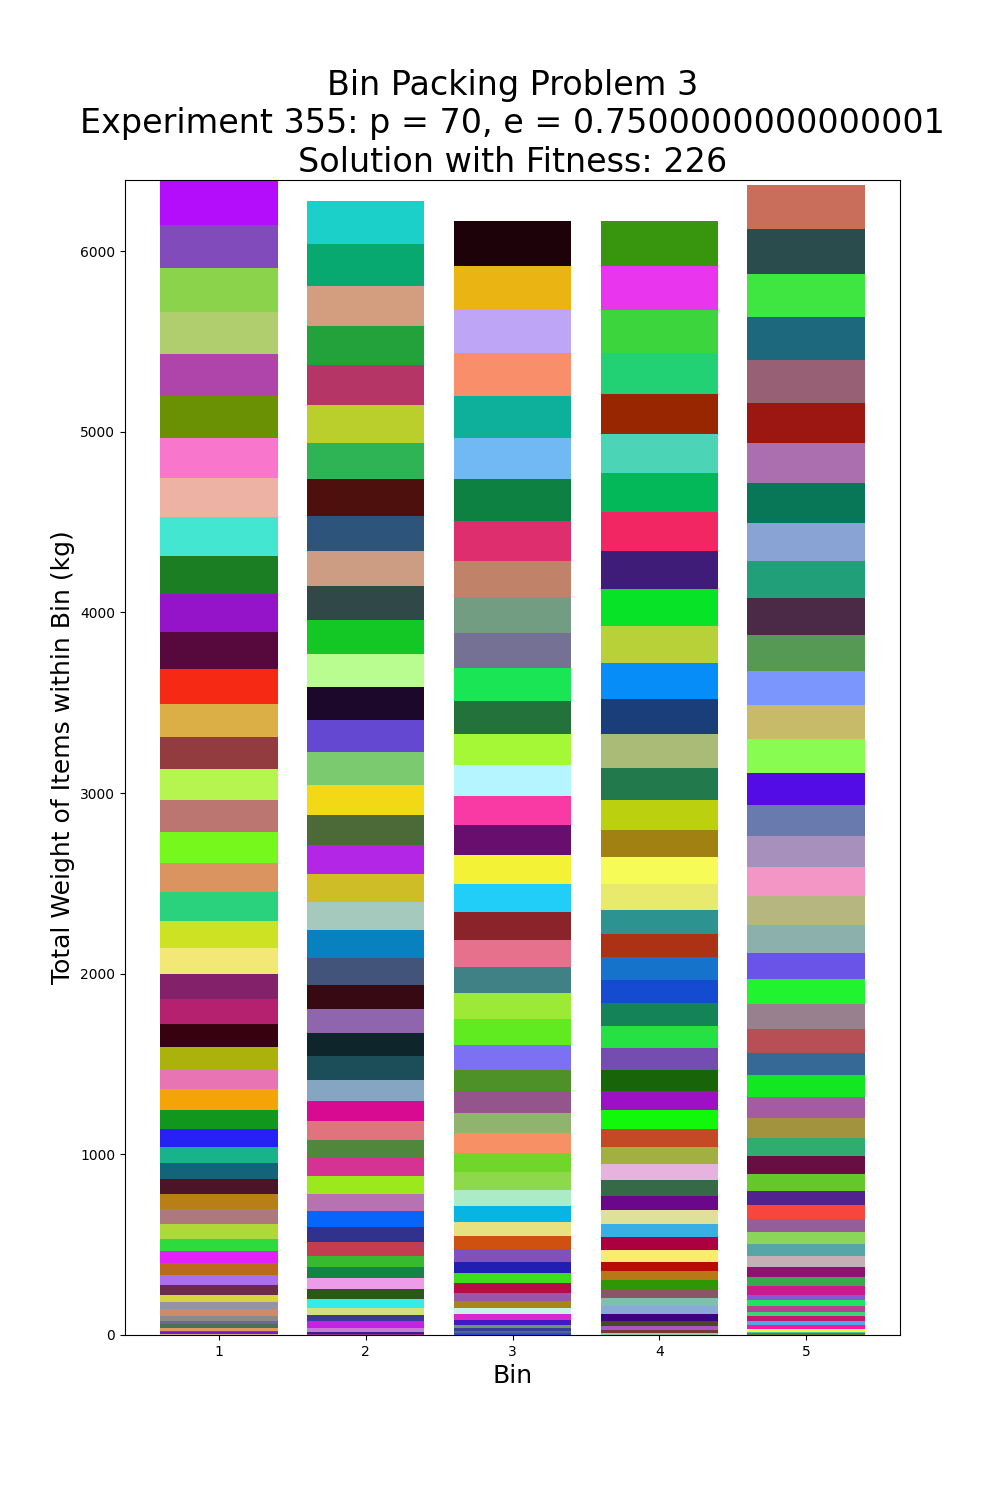 Bin Packing Problem 3
Experiment 355: p = 70, e = 0.7500000000000001
Solution with Fitness: 226
Total Weight of Items within Bin (kg)
6000
5000
4000
3000
2000
1000
0
1 2 3 4 5
Bin